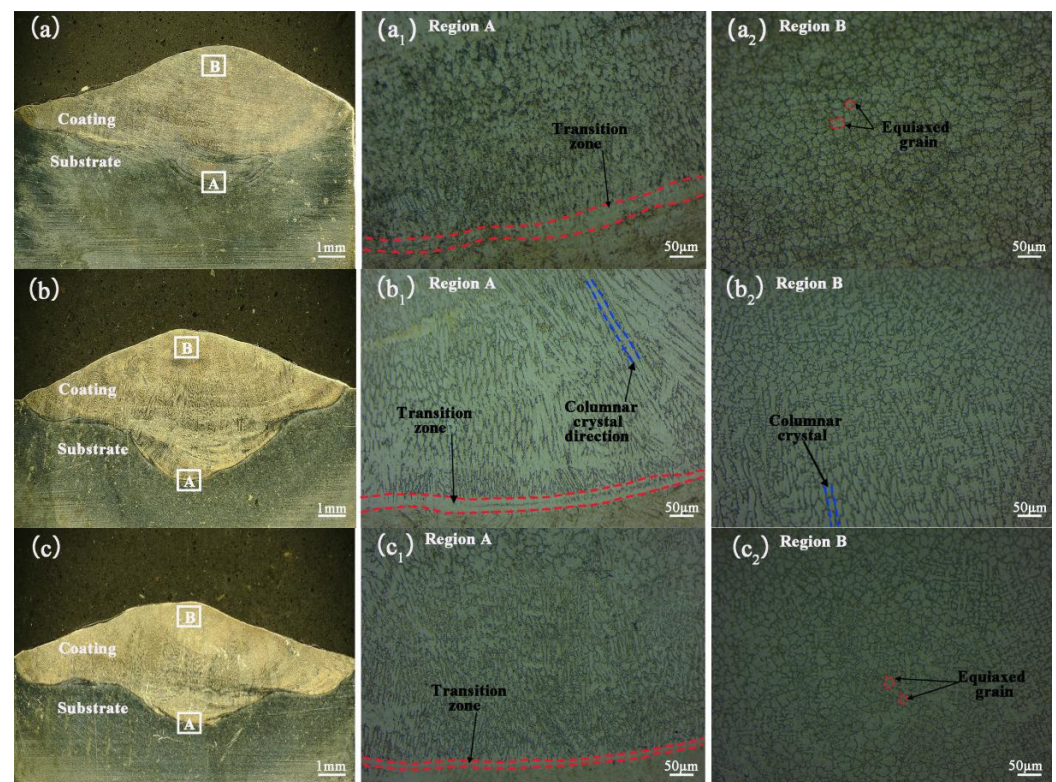 (a)
B
Coating
Substrate
A
1mm
(a₁) Region A
Transition
zone
50μm
(a₂) Region B
Equiaxed
grain
50μm
(b)
B
Coating
Substrate
A
1mm
(b₁) Region A
Transition
zone
Columnar
crystal
direction
50μm
(b₂) Region B
Columnar
crystal
50μm
(c)
B
Coating
Substrate
A
1mm
(c₁) Region A
Transition
zone
50μm
(c₂) Region B
Equiaxed
grain
50μm